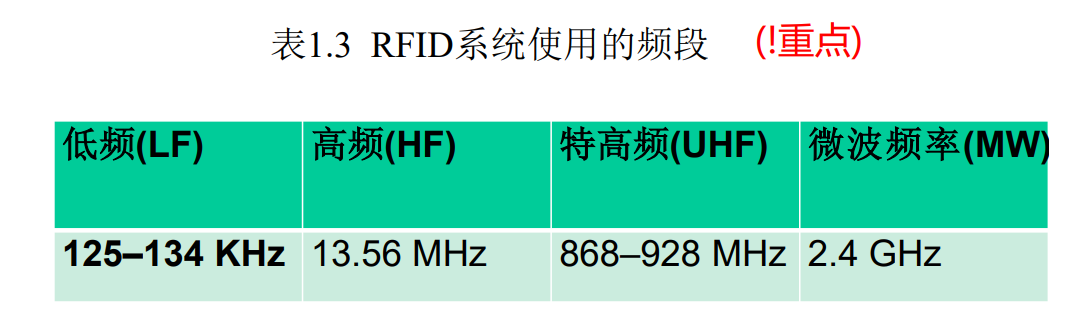 表1.3 RFID系统使用的频段 (!重点)
低频(LF) 高频(HF) 特高频(UHF) 微波频率(MW)
125–134 KHz 13.56 MHz 868–928 MHz 2.4 GHz